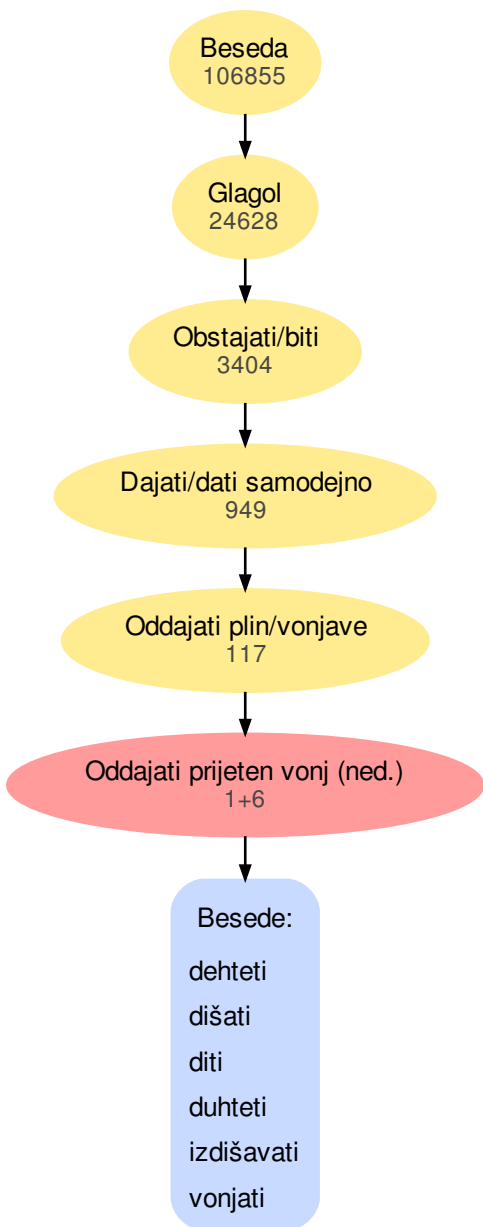 Beseda
106855
Glagol
24628
Obstajati/biti
3404
Dajati/dati samodejno
949
Oddajati plin/vonjave
117
Oddajati prijeten vonj (ned.)
1+6
Besede:
dehteti
dišati
diti
duhteti
izdišavati
vonjati